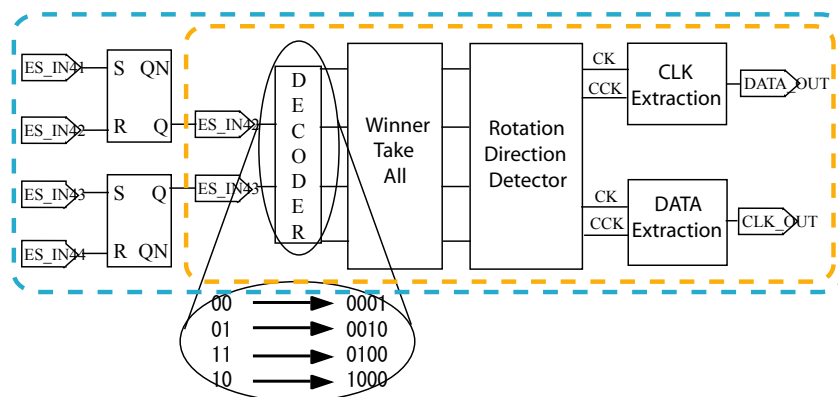 ES_IN41
S QN
ES_IN42
R Q
ES_IN42
ES_IN43
S Q
ES_IN43
ES_IN44
R QN
DECODER
Winner
Take
All
Rotation
Direction
Detector
CK
CCK
CLK
Extraction
DATA_OUT
CK
CCK
DATA
Extraction
CLK_OUT
00 0001
01 0010
11 0100
10 1000